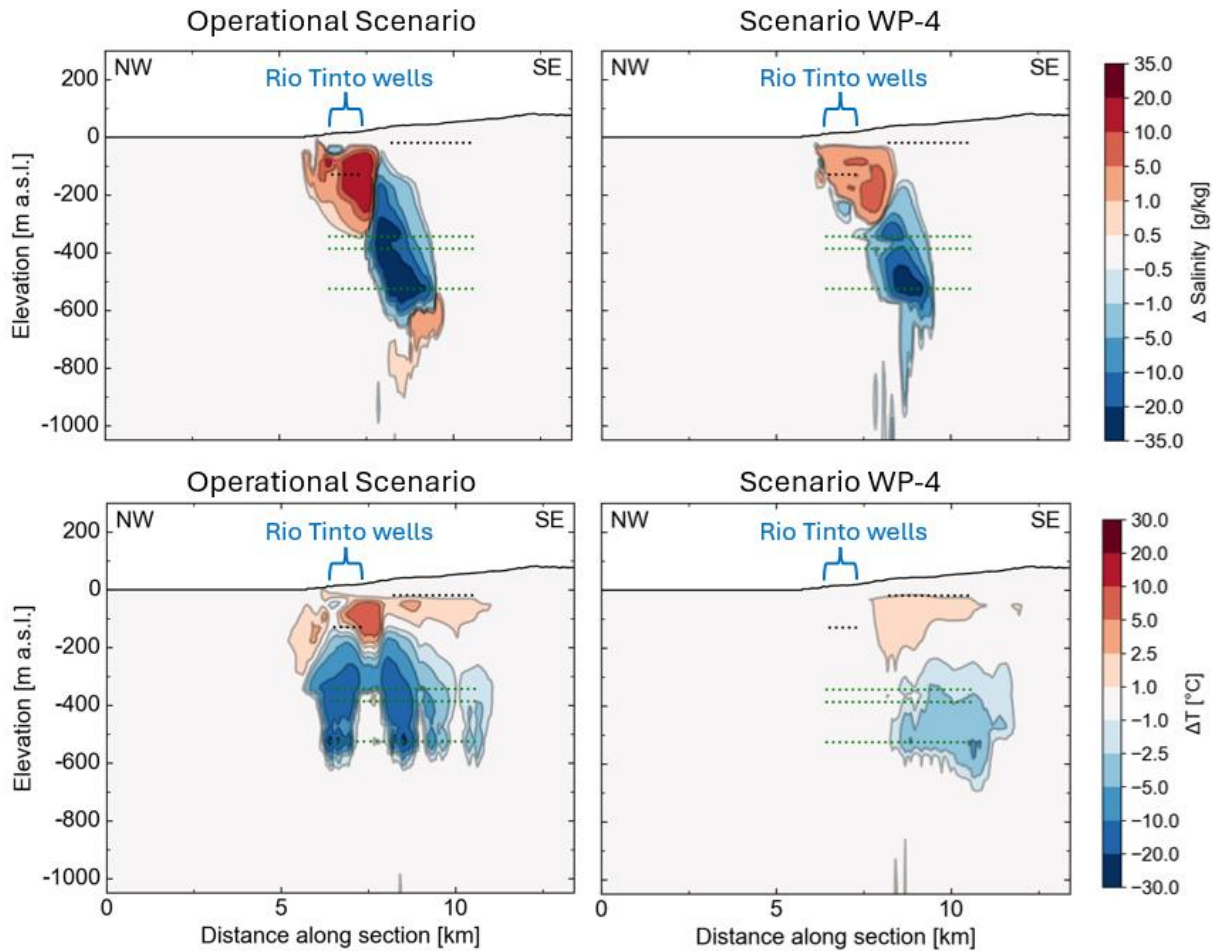 Operational Scenario
Scenario WP-4
NW
SE
NW
SE
Rio Tinto wells
Rio Tinto wells
200
0
-200
-400
-600
-800
-1000
Elevation [m a.s.l.]
35.0
20.0
10.0
5.0
1.0
0.5
−0.5
−1.0
−5.0
−10.0
−20.0
−35.0
Δ Salinity [g/kg]
Operational Scenario
Scenario WP-4
NW
SE
NW
SE
Rio Tinto wells
Rio Tinto wells
200
0
-200
-400
-600
-800
-1000
Elevation [m a.s.l.]
30.0
20.0
10.0
5.0
2.5
1.0
−1.0
−2.5
−5.0
−10.0
−20.0
−30.0
ΔT [°C]
0
5
10
0
5
10
Distance along section [km]
Distance along section [km]